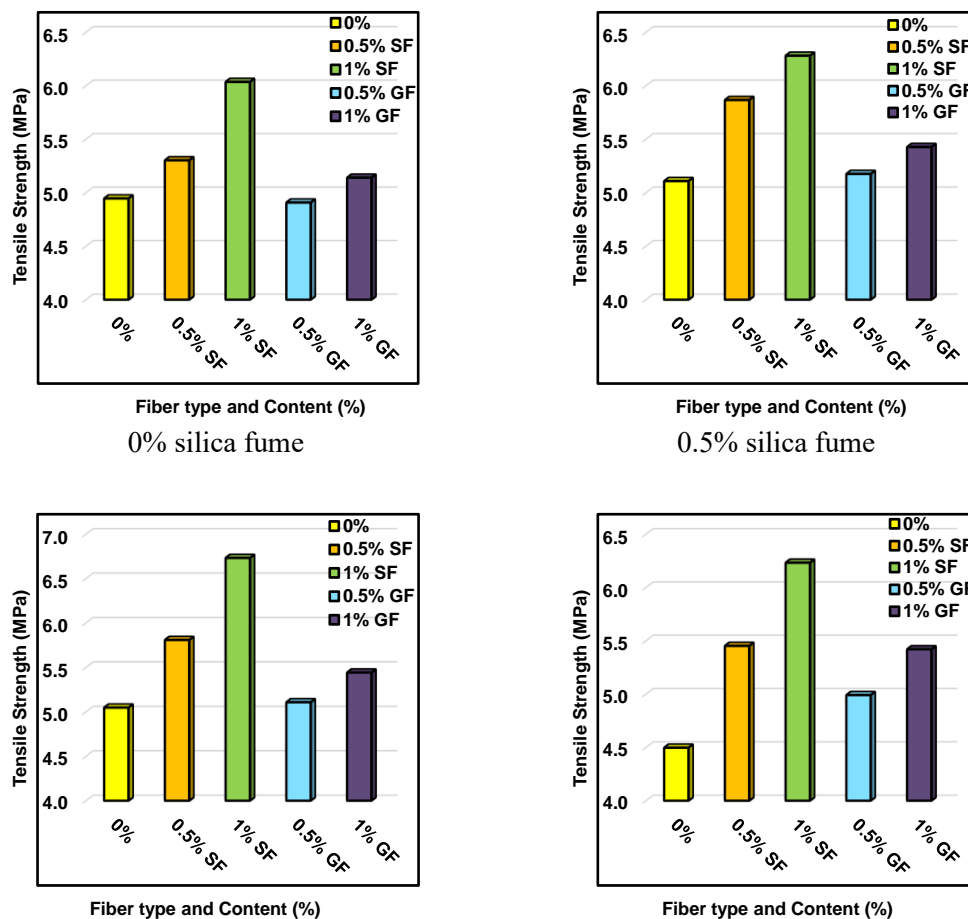 6.5
6.0
5.5
5.0
4.5
4.0
Tensile Strength (MPa)
0%
0.5% SF
1% SF
0.5% GF
1% GF
0%
0.5% SF
1% SF
0.5% GF
1% GF
Fiber type and Content (%)
0% silica fume
6.5
6.0
5.5
5.0
4.5
4.0
Tensile Strength (MPa)
0%
0.5% SF
1% SF
0.5% GF
1% GF
0%
0.5% SF
1% SF
0.5% GF
1% GF
Fiber type and Content (%)
0.5% silica fume
7.0
6.5
6.0
5.5
5.0
4.5
4.0
Tensile Strength (MPa)
0%
0.5% SF
1% SF
0.5% GF
1% GF
0%
0.5% SF
1% SF
0.5% GF
1% GF
Fiber type and Content (%)
6.5
6.0
5.5
5.0
4.5
4.0
Tensile Strength (MPa)
0%
0.5% SF
1% SF
0.5% GF
1% GF
0%
0.5% SF
1% SF
0.5% GF
1% GF
Fiber type and Content (%)